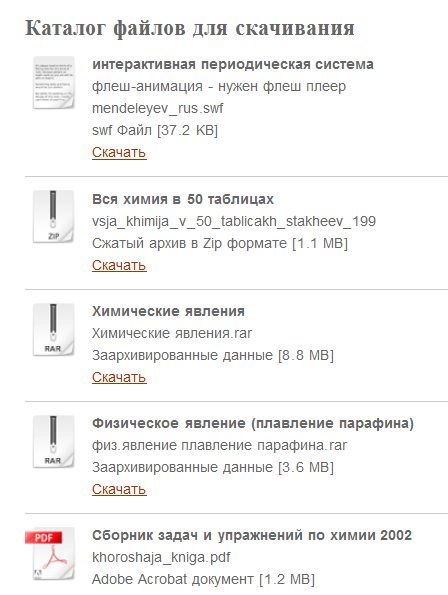 Каталог файлов для скачивания
интерактивная периодическая система
флеш-анимация - нужен флеш плеер
mendeleyev_rus.swf
swf Файл [37.2 KB]
Скачать
Вся химия в 50 таблицах
vsja_khimija_v_50_tablicakh_stakheev_199
Сжатый архив в Zip формате [1.1 MB]
ZIP
Скачать
Химические явления
Химические явления.rar
RAR
Заархивированные данные [8.8 MB]
Скачать
Физическое явление (плавление парафина)
физ.явление плавление парафина.rar
RAR
Заархивированные данные [3.6 MB]
Скачать
PDF
Сборник задач и упражнений по химии 2002
khoroshaja_kniga.pdf
Adobe Acrobat документ [1.2 MB]